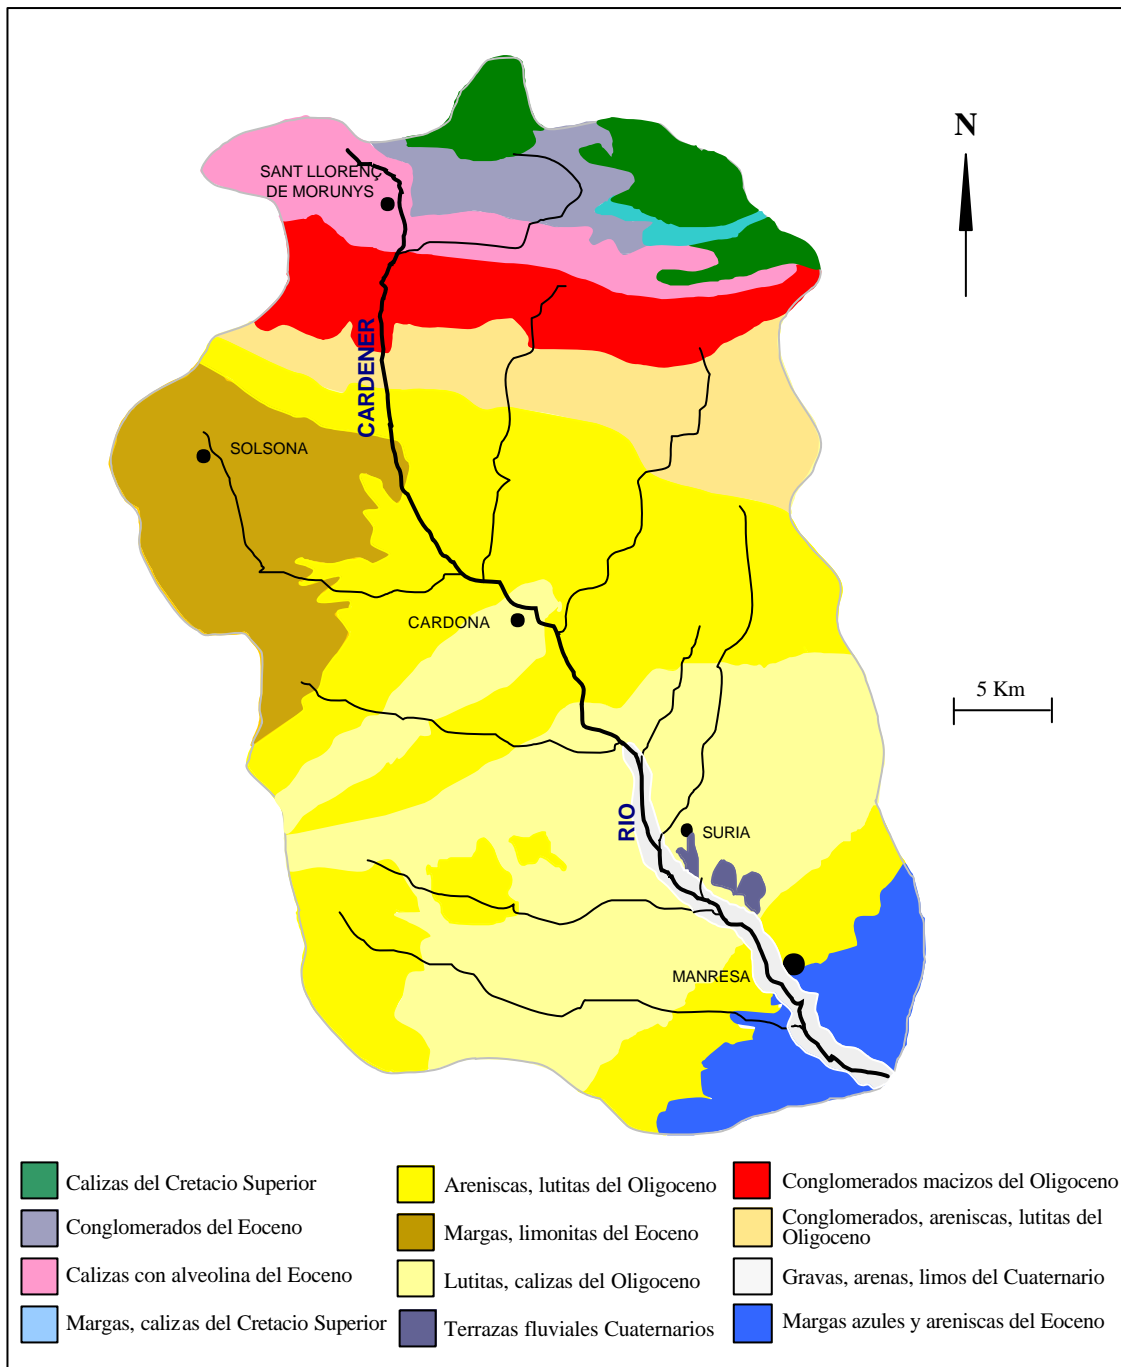 N
SANT LLORENÇ
DE MORUNYS
CARDENER
SOLSONA
CARDONA
5 Km
RIO
SURIA
MANRESA
Calizas del Cretacio Superior
Conglomerados del Eoceno
Calizas con alveolina del Eoceno
Margas, calizas del Cretacio Superior
Areniscas, lutitas del Oligoceno
Margas, limonitas del Eoceno
Lutitas, calizas del Oligoceno
Terrazas fluviales Cuaternarios
Conglomerados macizos del Oligoceno
Conglomerados, areniscas, lutitas del
Oligoceno
Gravas, arenas, limos del Cuaternario
Margas azules y areniscas del Eoceno